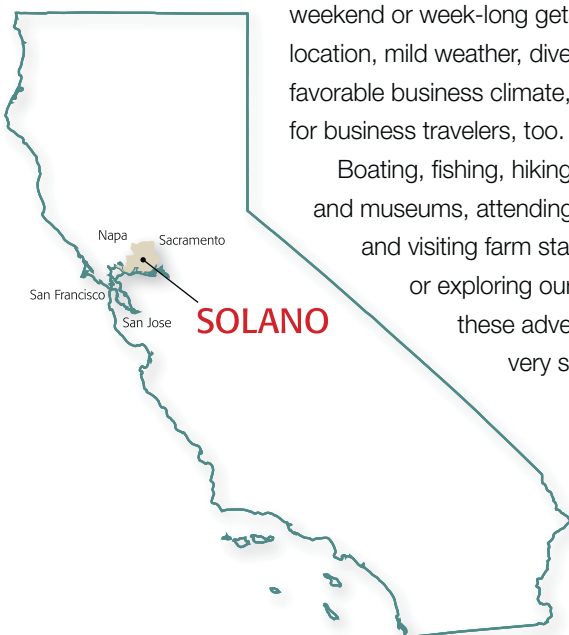 weekend or week-long get
location, mild weather, dive
favorable business climate,
for business travelers, too.
Boating, fishing, hiking
and museums, attending
and visiting farm sta
or exploring our
these adve
very s
Napa
Sacramento
San Francisco
San Jose
SOLANO